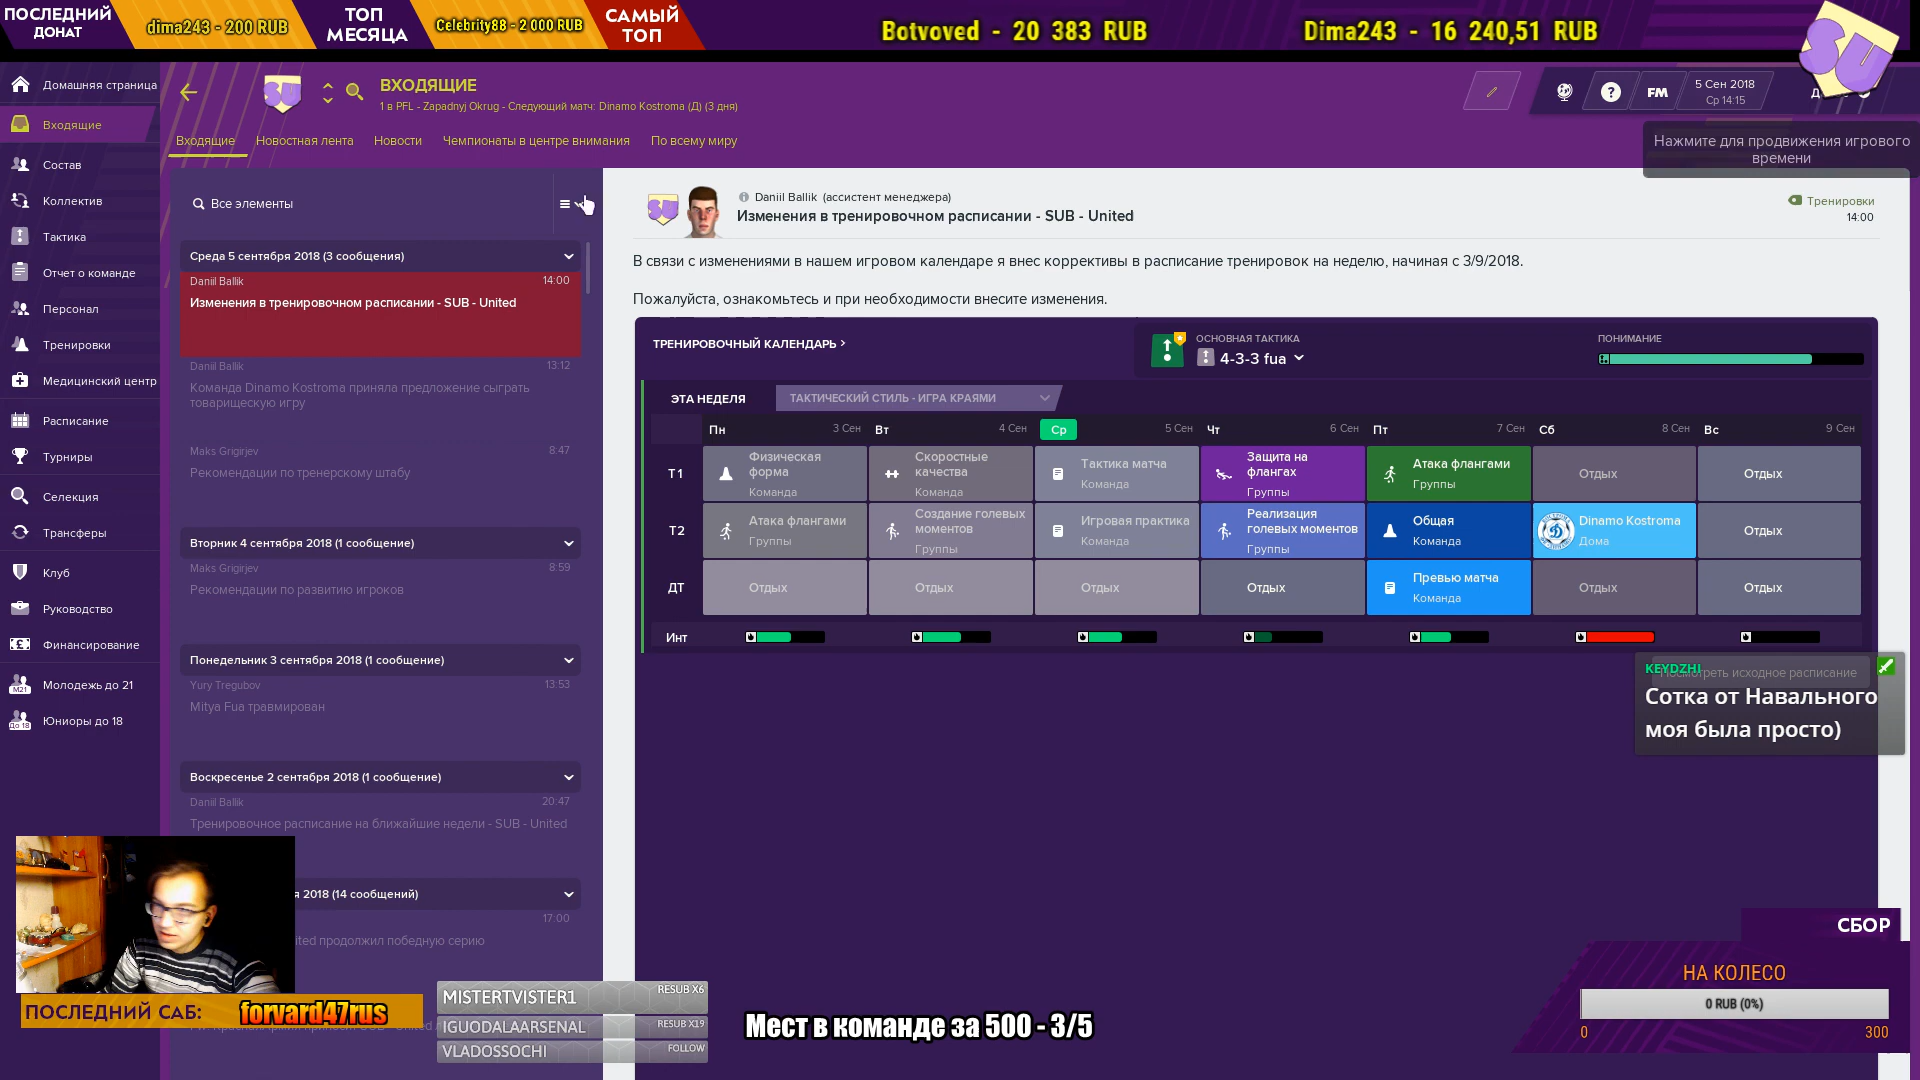 ПОСЛЕДНИЙ
ДОНАТ
dima243 - 200 RUB
ТОП
МЕСЯЦА
Celebrity88 - 2 000 RUB
САМЫЙ
ТОП
Botvoved - 20 383 RUB
Dima243 - 16 240,51 RUB
SU
Домашняя страница
Входящие
Состав
Коллектив
Тактика
Отчет о команде
Персонал
Тренировки
Медицинский центр
Расписание
Турниры
Селекция
Трансферы
Клуб
Руководство
Финансирование
Молодежь до 21
Юниоры до 18
ВХОДЯЩИЕ
1 в PFL - Zapadnyj Okrug - Следующий матч: Dinamo Kostroma (Д) (3 дня)
FM
5 Сен 2018
Ср 14:15
Нажмите для продвижения игрового
времени
Входящие
Новостная лента
Новости
Чемпионаты в центре внимания
По всему миру
Все элементы
Среда 5 сентября 2018 (3 сообщения)
Daniil Ballik 14:00
Изменения в тренировочном расписании - SUB - United
Daniil Ballik 13:12
Команда Dinamo Kostroma приняла предложение сыграть
товарищескую игру
Maks Grigirjev 8:47
Рекомендации по тренерскому штабу
Вторник 4 сентября 2018 (1 сообщение)
Maks Grigirjev 8:59
Рекомендации по развитию игроков
Понедельник 3 сентября 2018 (1 сообщение)
Yury Tregubov 13:53
Mitya Fua травмирован
Воскресенье 2 сентября 2018 (1 сообщение)
Daniil Ballik 20:47
Тренировочное расписание на ближайшие недели - SUB - United
2018 (14 сообщений)
17:00
ited продолжил победную серию
Daniil Ballik (ассистент менеджера)
Изменения в тренировочном расписании - SUB - United
Тренировки
14:00
В связи с изменениями в нашем игровом календаре я внес коррективы в расписание тренировок на неделю, начиная с 3/9/2018.
Пожалуйста, ознакомьтесь и при необходимости внесите изменения.
ТРЕНИРОВОЧНЫЙ КАЛЕНДАРЬ
ОСНОВНАЯ ТАКТИКА
4-3-3 fua
ПОНИМАНИЕ
ЭТА НЕДЕЛЯ
ТАКТИЧЕСКИЙ СТИЛЬ - ИГРА КРАЯМИ
Пн 3 Сен Вт 4 Сен Ср 5 Сен Чт 6 Сен Пт 7 Сен Сб 8 Сен Вс 9 Сен
Т1
Физическая
форма
Команда
Скоростные
качества
Команда
Тактика матча
Команда
Защита на
флангах
Группы
Атака флангами
Группы
Отдых
Отдых
Т2
Атака флангами
Группы
Создание голевых
моментов
Группы
Игровая практика
Команда
Реализация
голевых моментов
Группы
Общая
Команда
Dinamo Kostroma
Дома
Отдых
ДТ
Отдых
Отдых
Отдых
Отдых
Превью матча
Команда
Отдых
Отдых
Инт
KEYDZHI
Посмотреть исходное расписание
Сотка от Навального
моя была просто)
СБОР
НА КОЛЕСО
0 RUB (0%)
0 300
ПОСЛЕДНИЙ САБ: forvard47rus
MISTERTVISTER1 RESUB X6
IGUODALAARSENAL RESUB X19
VLADOSSOCHI FOLLOW
Мест в команде за 500 - 3/5